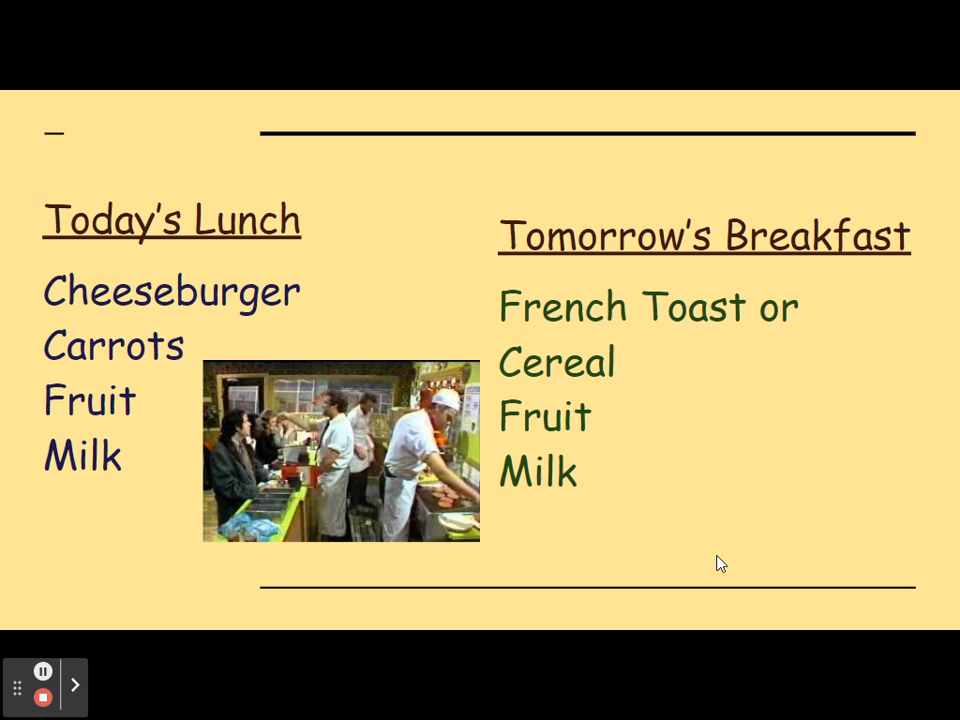 Today's Lunch
Cheeseburger
Carrots
Fruit
Milk
Tomorrow's Breakfast
French Toast or
Cereal
Fruit
Milk